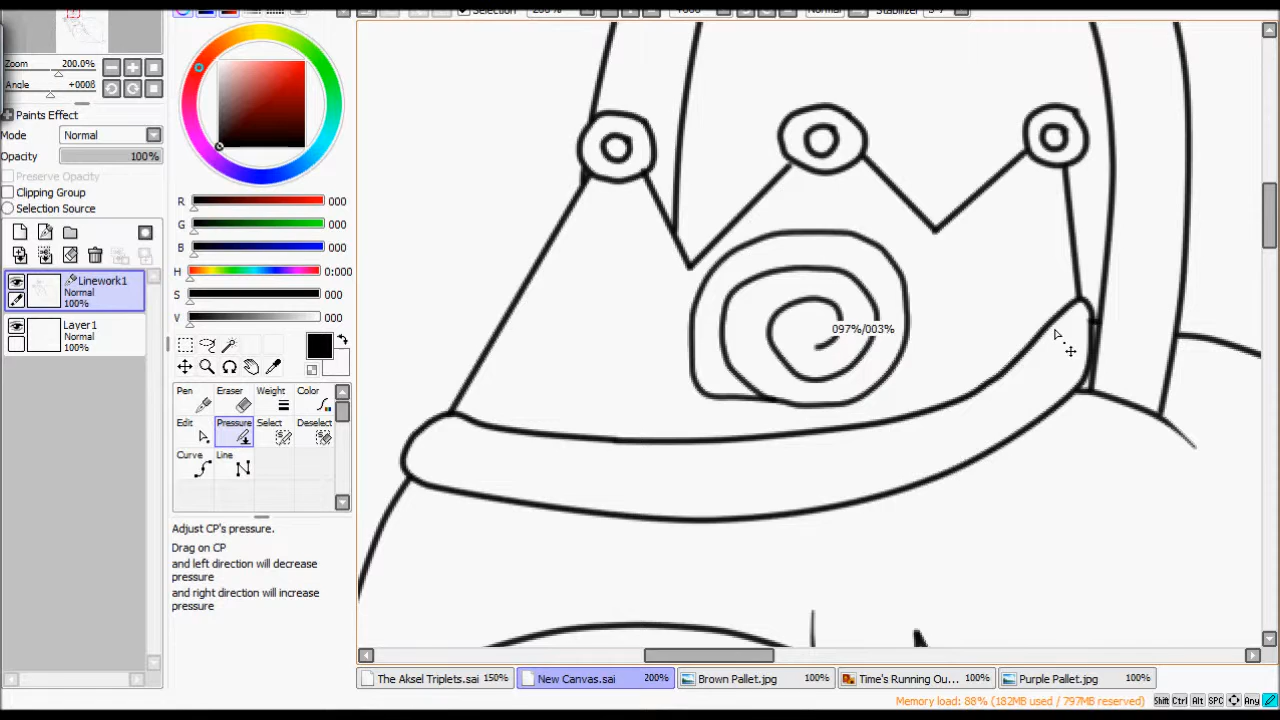 Selection
Normal
Stabilizer
Zoom 200.0%
Angle +000ß
Paints Effect
Mode Normal
Opacity 100%
Preserve Opacity
Clipping Group
Selection Source
Linework1
Normal
100%
Layer1
Normal
100%
R 000
G 000
B 000
H 0:000
S 000
V 000
Pen Eraser Weight Color
Edit Pressure Select Deselect
Curve Line
Adjust CP's pressure.
Drag on CP
and left direction will decrease
pressure
and right direction will increase
pressure
097%/003%
The Aksel Triplets.sai 150% New Canvas.sai 200% Brown Pallet.jpg 100% Time's Running Ou... 100% Purple Pallet.jpg 100%
Memory load: 88% (182MB used / 797MB reserved) Shift Ctrl Alt SPC Any